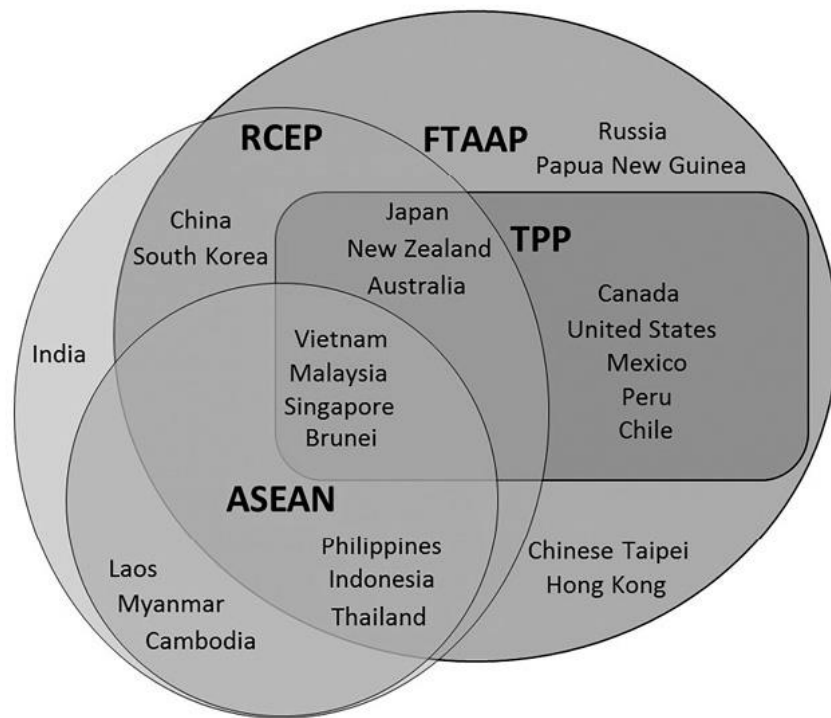 RCEP
FTAAP
Russia
Papua New Guinea
China
South Korea
Japan
New Zealand
Australia
TPP
Canada
United States
Mexico
Peru
Chile
India
Vietnam
Malaysia
Singapore
Brunei
ASEAN
Philippines
Indonesia
Thailand
Laos
Myanmar
Cambodia
Chinese Taipei
Hong Kong